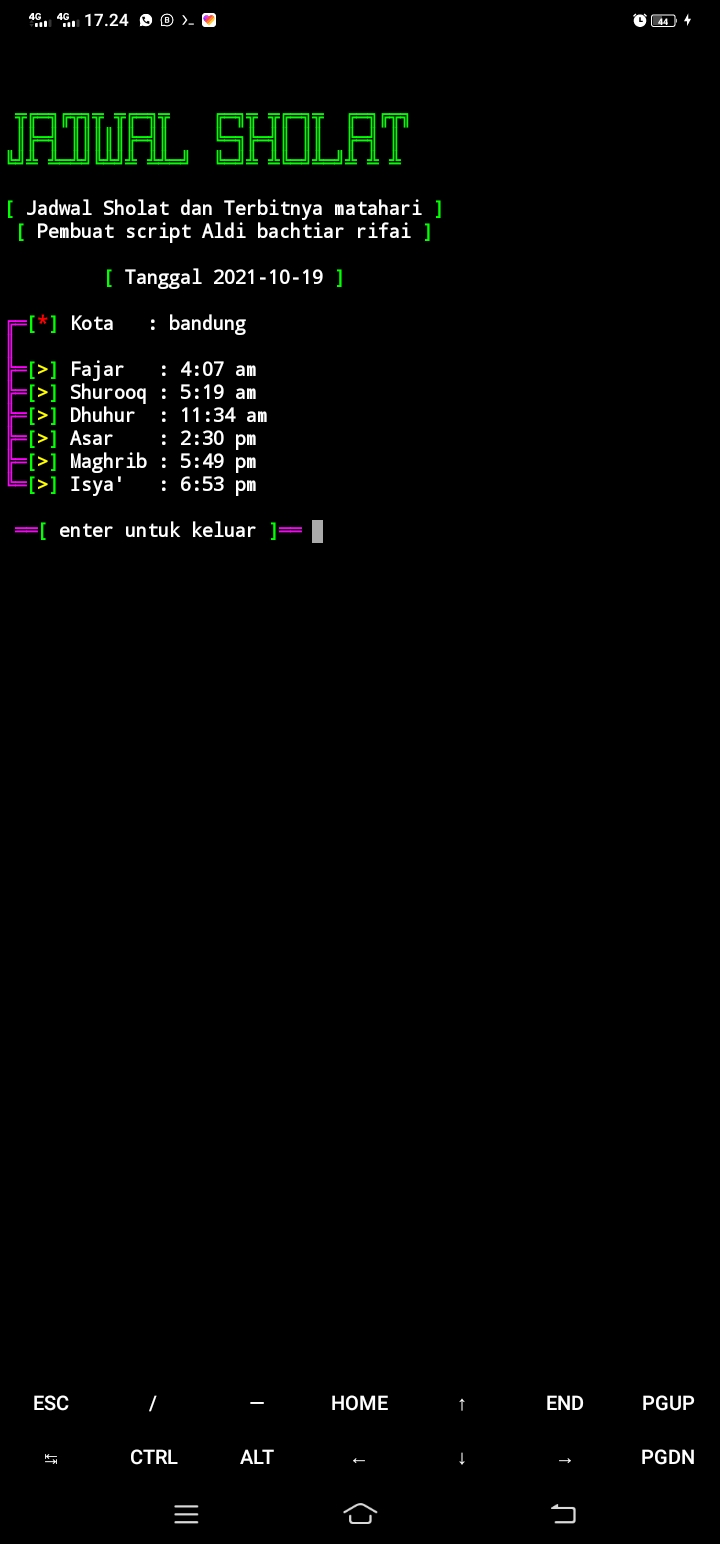 4G 4G 17.24 44
JADWAL SHOLAT
[ Jadwal Sholat dan Terbitnya matahari ]
[ Pembuat script Aldi bachtiar rifai ]
[ Tanggal 2021-10-19 ]
[*] Kota : bandung
[>] Fajar : 4:07 am
[>] Shurooq : 5:19 am
[>] Dhuhur : 11:34 am
[>] Asar : 2:30 pm
[>] Maghrib : 5:49 pm
[>] Isya' : 6:53 pm
══[ enter untuk keluar ]══
ESC / — HOME ↑ END PGUP
↹ CTRL ALT ← ↓ → PGDN